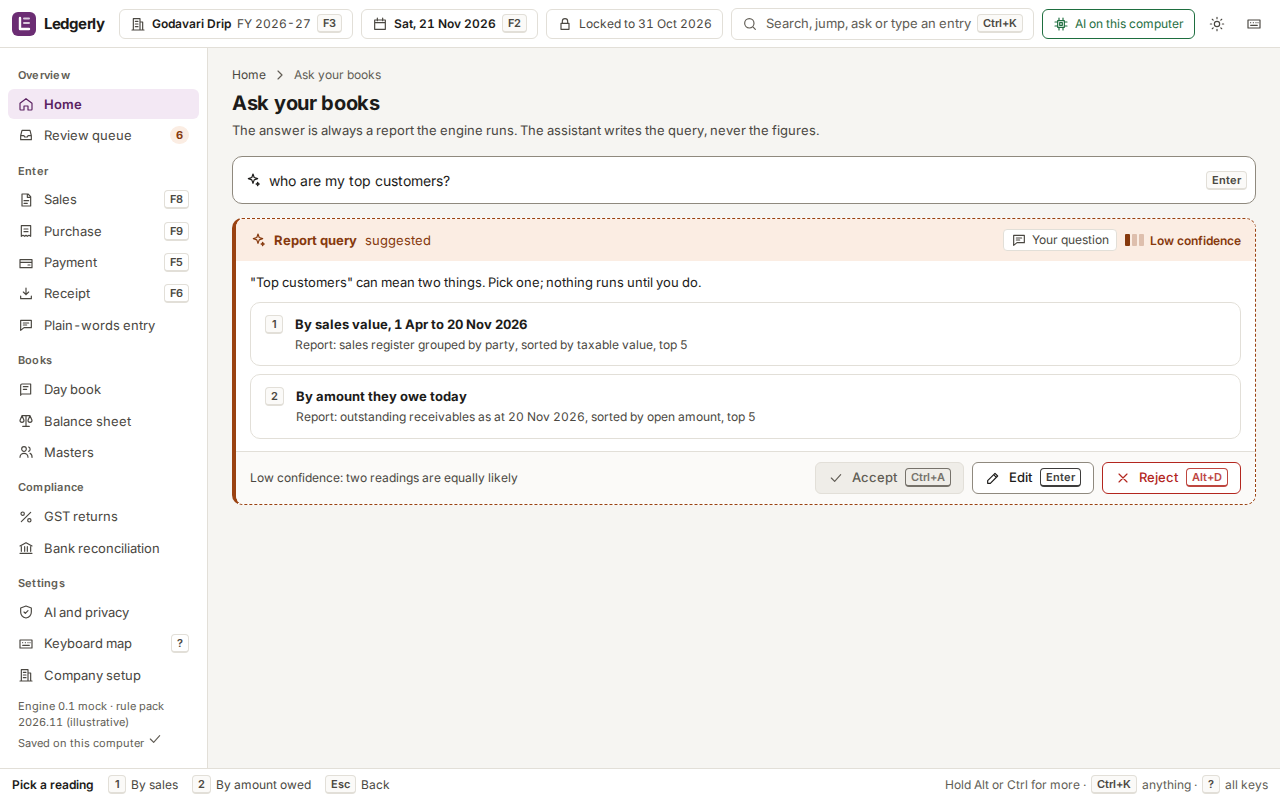 Ledgerly
Godavari Drip FY 2026-27 F3
Sat, 21 Nov 2026 F2
Locked to 31 Oct 2026
Search, jump, ask or type an entry Ctrl+K
AI on this computer
Overview
Home
Review queue 6
Enter
Sales F8
Purchase F9
Payment F5
Receipt F6
Plain-words entry
Books
Day book
Balance sheet
Masters
Compliance
GST returns
Bank reconciliation
Settings
AI and privacy
Keyboard map ?
Company setup
Engine 0.1 mock · rule pack
2026.11 (illustrative)
Saved on this computer
Home > Ask your books
Ask your books
The answer is always a report the engine runs. The assistant writes the query, never the figures.
who are my top customers? Enter
Report query suggested Your question Low confidence
"Top customers" can mean two things. Pick one; nothing runs until you do.
1 By sales value, 1 Apr to 20 Nov 2026
Report: sales register grouped by party, sorted by taxable value, top 5
2 By amount they owe today
Report: outstanding receivables as at 20 Nov 2026, sorted by open amount, top 5
Low confidence: two readings are equally likely
Accept Ctrl+A
Edit Enter
Reject Alt+D
Pick a reading 1 By sales 2 By amount owed Esc Back
Hold Alt or Ctrl for more · Ctrl+K anything · ? all keys